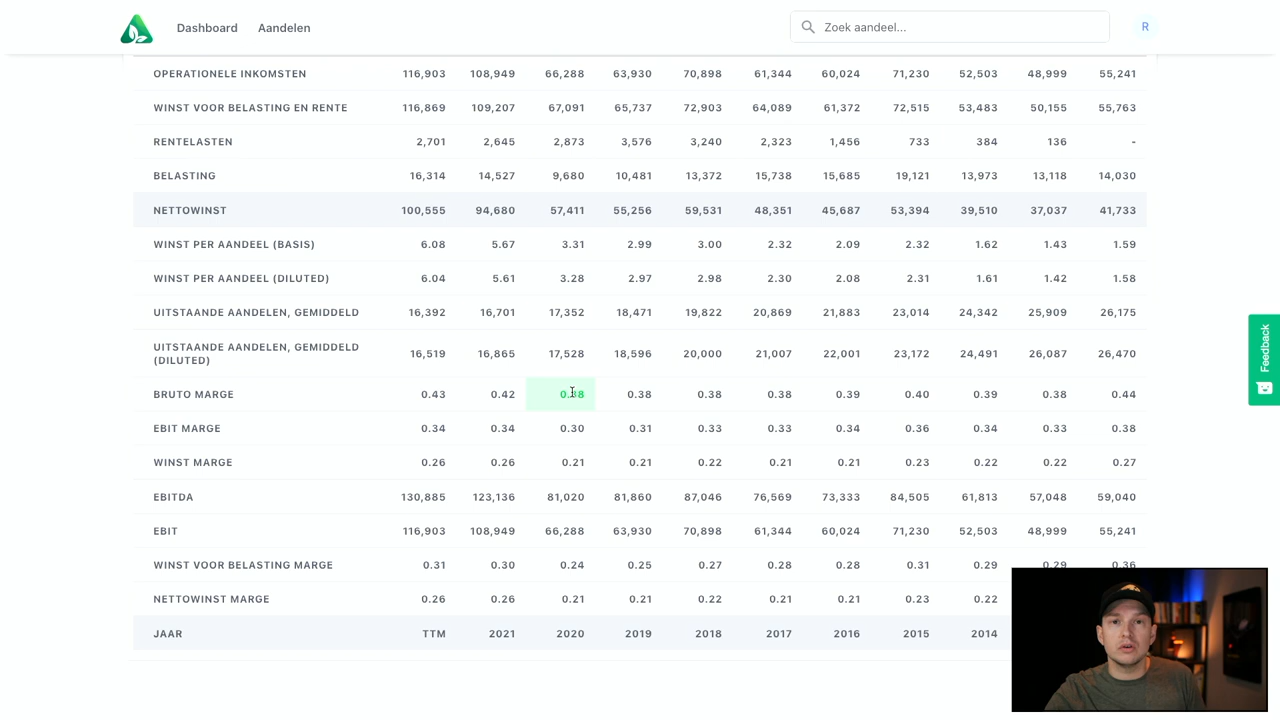 Dashboard Aandelen Zoek aandeel... R
OPERATIONELE INKOMSTEN 116,903 108,949 66,288 63,930 70,898 61,344 60,024 71,230 52,503 48,999 55,241
WINST VOOR BELASTING EN RENTE 116,869 109,207 67,091 65,737 72,903 64,089 61,372 72,515 53,483 50,155 55,763
RENTELASTEN 2,701 2,645 2,873 3,576 3,240 2,323 1,456 733 384 136 -
BELASTING 16,314 14,527 9,680 10,481 13,372 15,738 15,685 19,121 13,973 13,118 14,030
NETTOWINST 100,555 94,680 57,411 55,256 59,531 48,351 45,687 53,394 39,510 37,037 41,733
WINST PER AANDEEL (BASIS) 6.08 5.67 3.31 2.99 3.00 2.32 2.09 2.32 1.62 1.43 1.59
WINST PER AANDEEL (DILUTED) 6.04 5.61 3.28 2.97 2.98 2.30 2.08 2.31 1.61 1.42 1.58
UITSTAANDE AANDELEN, GEMIDDELD 16,392 16,701 17,352 18,471 19,822 20,869 21,883 23,014 24,342 25,909 26,175
UITSTAANDE AANDELEN, GEMIDDELD
(DILUTED) 16,519 16,865 17,528 18,596 20,000 21,007 22,001 23,172 24,491 26,087 26,470
BRUTO MARGE 0.43 0.42 0.38 0.38 0.38 0.38 0.39 0.40 0.39 0.38 0.44
EBIT MARGE 0.34 0.34 0.30 0.31 0.33 0.33 0.34 0.36 0.34 0.33 0.38
WINST MARGE 0.26 0.26 0.21 0.21 0.22 0.21 0.21 0.23 0.22 0.22 0.27
EBITDA 130,885 123,136 81,020 81,860 87,046 76,569 73,333 84,505 61,813 57,048 59,040
EBIT 116,903 108,949 66,288 63,930 70,898 61,344 60,024 71,230 52,503 48,999 55,241
WINST VOOR BELASTING MARGE 0.31 0.30 0.24 0.25 0.27 0.28 0.28 0.31 0.29 0.29 0.36
NETTOWINST MARGE 0.26 0.26 0.21 0.21 0.22 0.21 0.21 0.23 0.22
JAAR TTM 2021 2020 2019 2018 2017 2016 2015 2014
Feedback